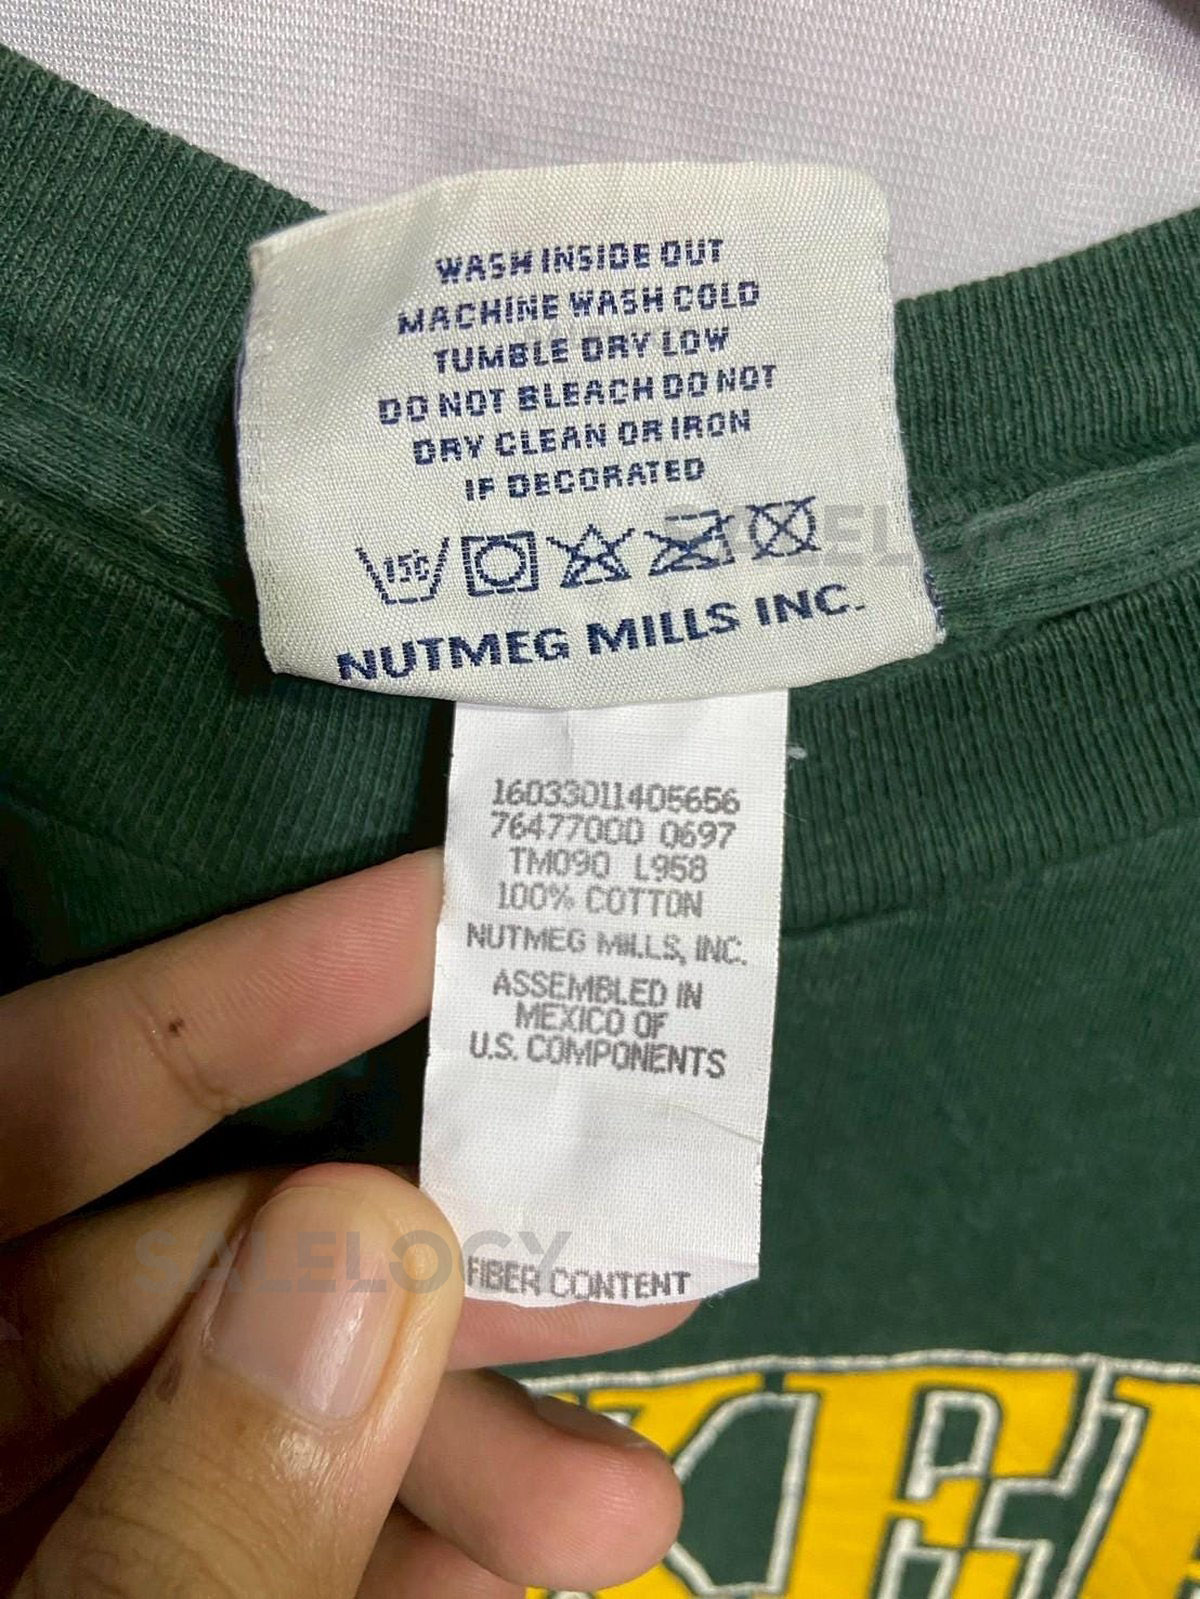 WASH INSIDE OUT
MACHINE WASH COLD
TUMBLE DRY LOW
DO NOT BLEACH DO NOT
DRY CLEAN OR IRON
IF DECORATED
15C
NUTMEG MILLS INC.
16033011405656
76477000 0697
TM090 L958
100% COTTON
NUTMEG MILLS, INC.
ASSEMBLED IN
MEXICO OF
U.S. COMPONENTS
SALELOGY
FIBER CONTENT